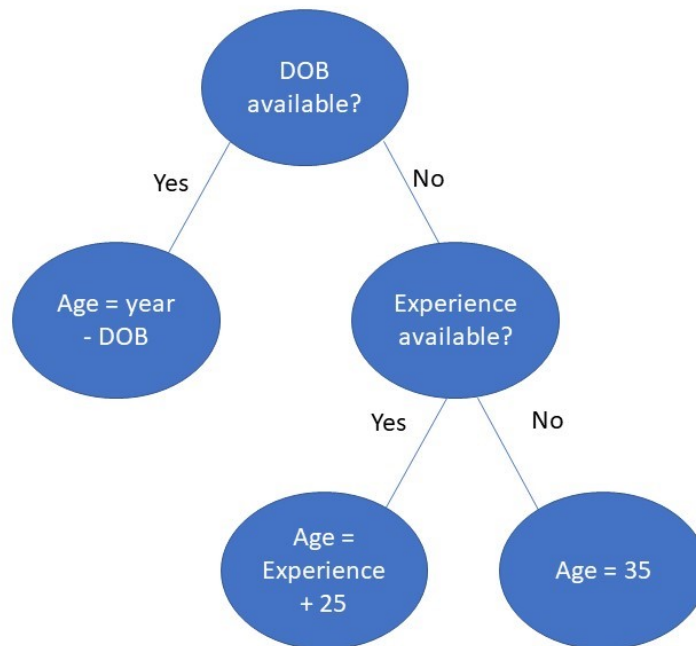 DOB
available?
Yes
No
Age = year
- DOB
Experience
available?
Yes
No
Age =
Experience
+ 25
Age = 35